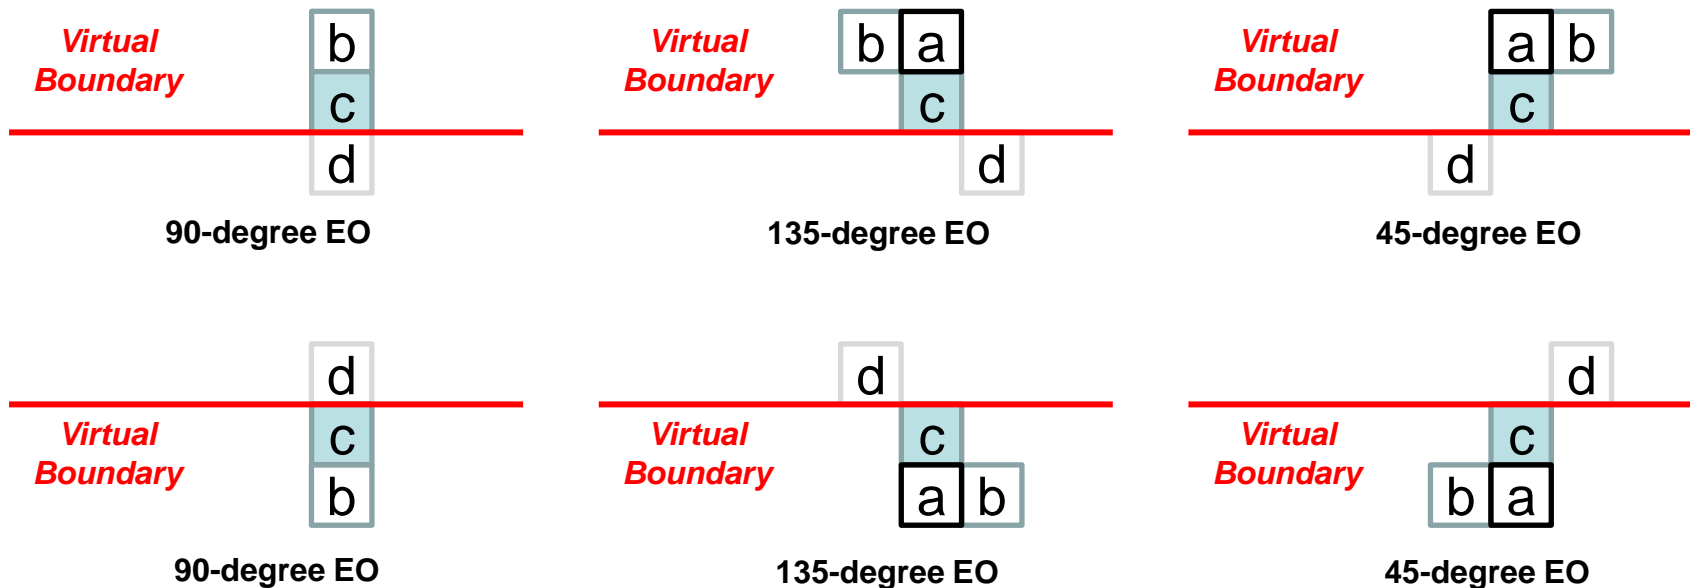 Virtual
Boundary
b
c
d
90-degree EO
Virtual
Boundary
b a
c
d
135-degree EO
Virtual
Boundary
a b
c
d
45-degree EO
d
Virtual
Boundary
c
b
90-degree EO
d
Virtual
Boundary
c
a b
135-degree EO
d
Virtual
Boundary
c
b a
45-degree EO